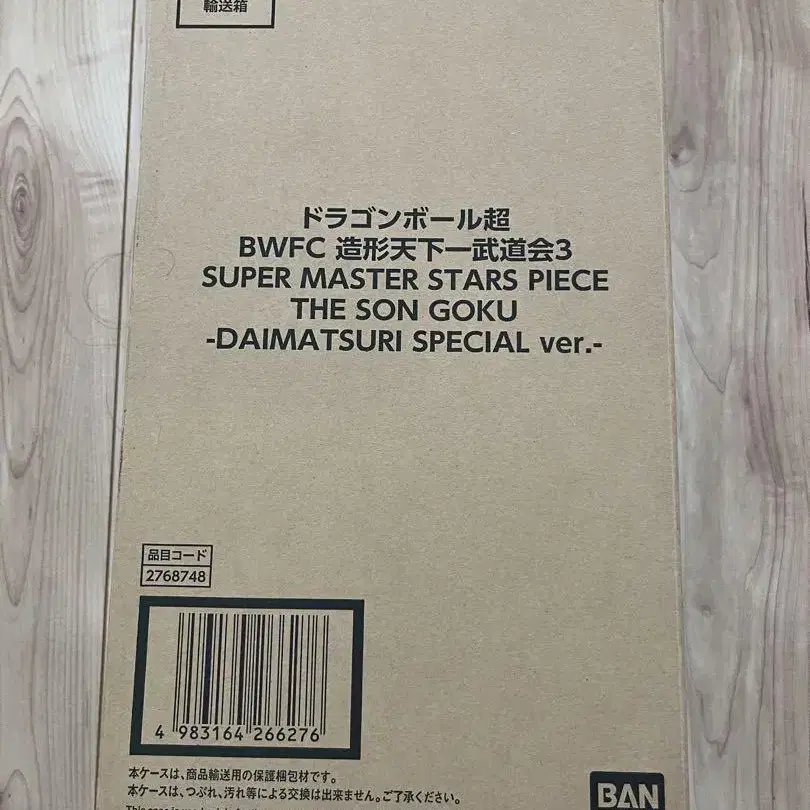 輸送箱
ドラゴンボール超
BWFC 造形天下一武道会3
SUPER MASTER STARS PIECE
THE SON GOKU
-DAIMATSURI SPECIAL ver.-
品目コード
2768748
4 983164 266276
本ケースは、商品輸送用の保護梱包材です。
本ケースは、つぶれ、汚れ等による交換は出来ません。ご了承ください。
BAN